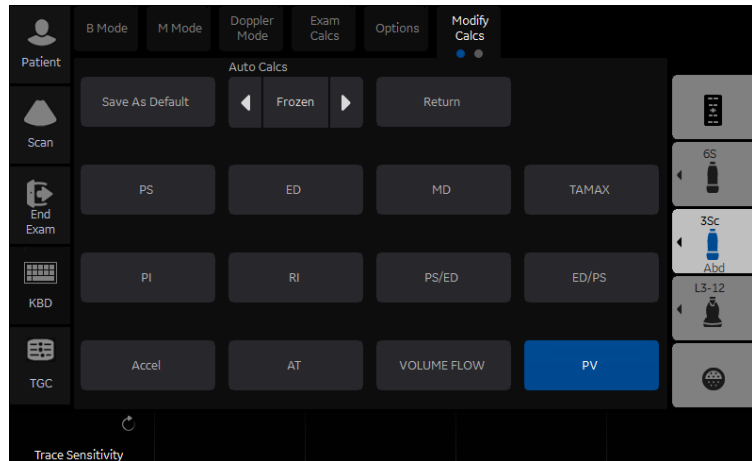 Patient
Scan
End
Exam
KBD
TGC
B Mode
M Mode
Doppler
Mode
Exam
Calcs
Options
Modify
Calcs
Auto Calcs
Save As Default
Frozen
Return
PS
ED
MD
TAMAX
PI
RI
PS/ED
ED/PS
Accel
AT
VOLUME FLOW
PV
6S
3Sc
Abd
L3-12
Trace Sensitivity